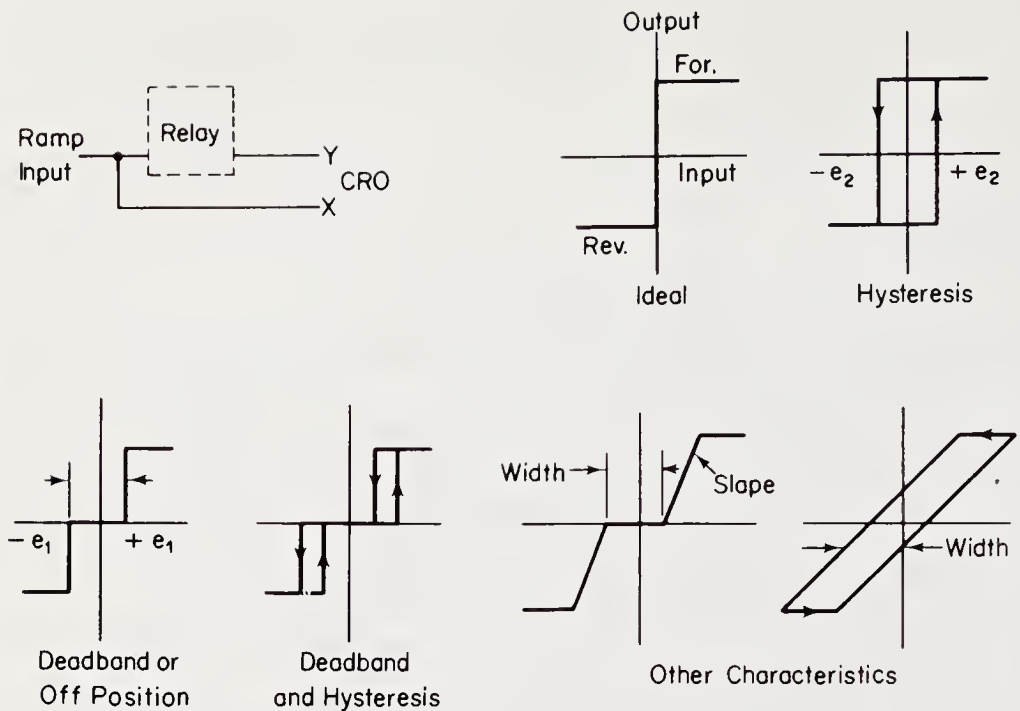 Output
For.
Ramp
Input
Relay
Y
CRO
X
Input
Rev.
Ideal
−e₂
+e₂
Hysteresis
−e₁
+e₁
Deadband or
Off Position
Deadband
and Hysteresis
Width
Slape
Width
Other Characteristics